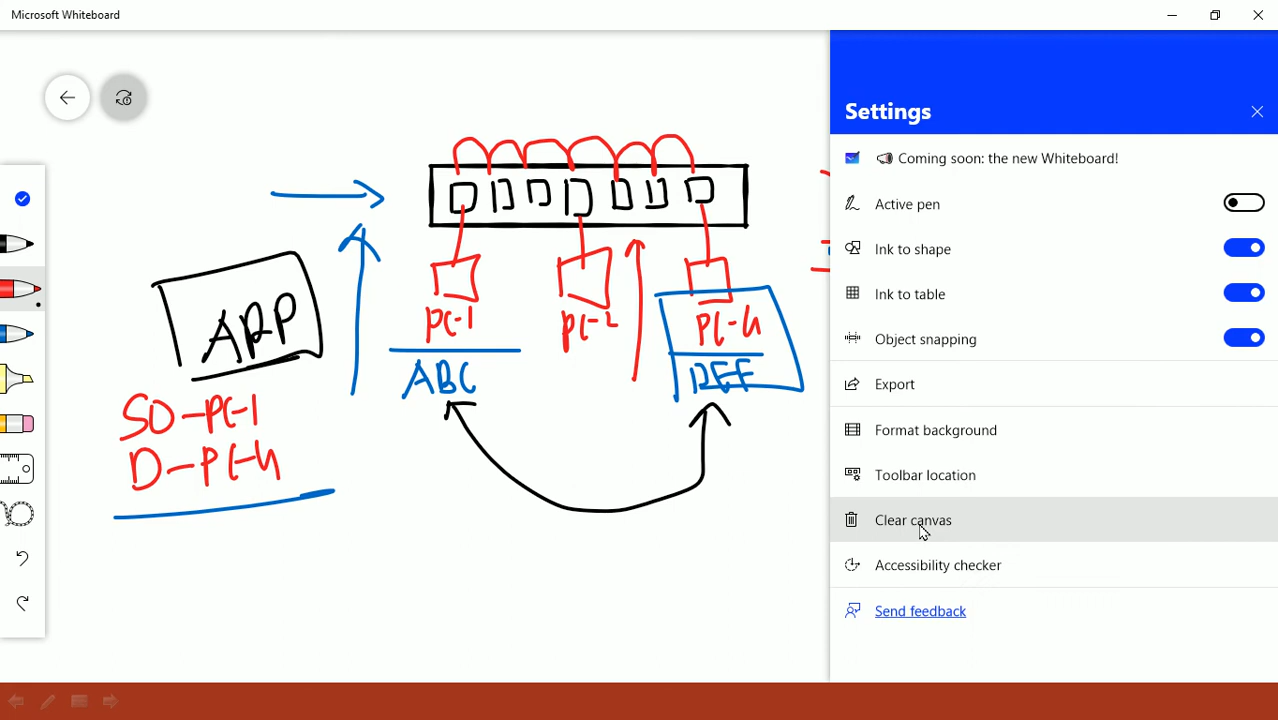 Microsoft Whiteboard
Settings
Coming soon: the new Whiteboard!
Active pen
Ink to shape
Ink to table
Object snapping
Export
Format background
Toolbar location
Clear canvas
Accessibility checker
Send feedback
PC-1
PC-2
PC-4
ARP
ABC
DEF
SO-PC-1
D-PC-4